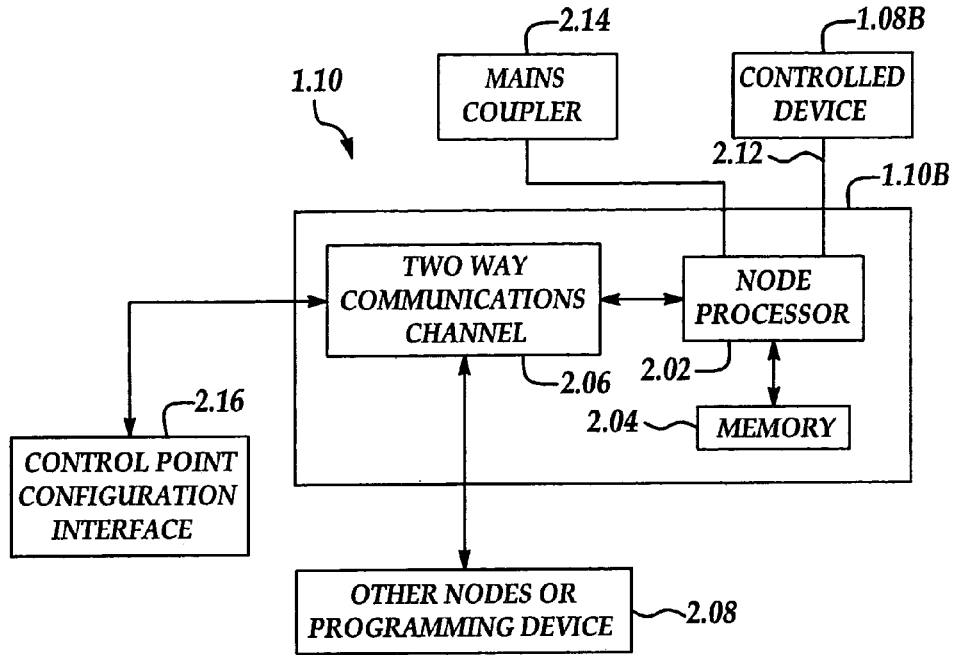 2.14
1.08B
MAINS
COUPLER
CONTROLLED
DEVICE
1.10
2.12
1.10B
TWO WAY
COMMUNICATIONS
CHANNEL
NODE
PROCESSOR
2.02
2.06
2.16
2.04
MEMORY
CONTROL POINT
CONFIGURATION
INTERFACE
OTHER NODES OR
PROGRAMMING DEVICE
2.08